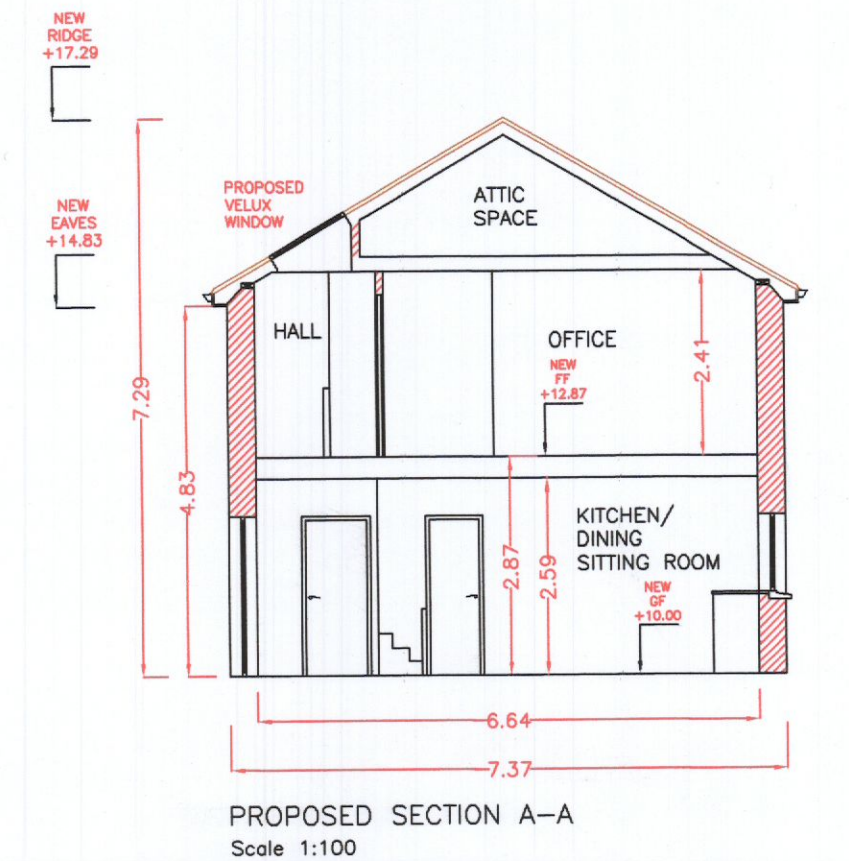 NEW
RIDGE
+17.29
NEW
EAVES
+14.83
PROPOSED
VELUX
WINDOW
ATTIC
SPACE
HALL
OFFICE
NEW
FF
+12.87
2.41
7.29
4.83
KITCHEN/
DINING
SITTING ROOM
2.87
2.59
NEW
GF
+10.00
6.64
7.37
PROPOSED SECTION A-A
Scale 1:100